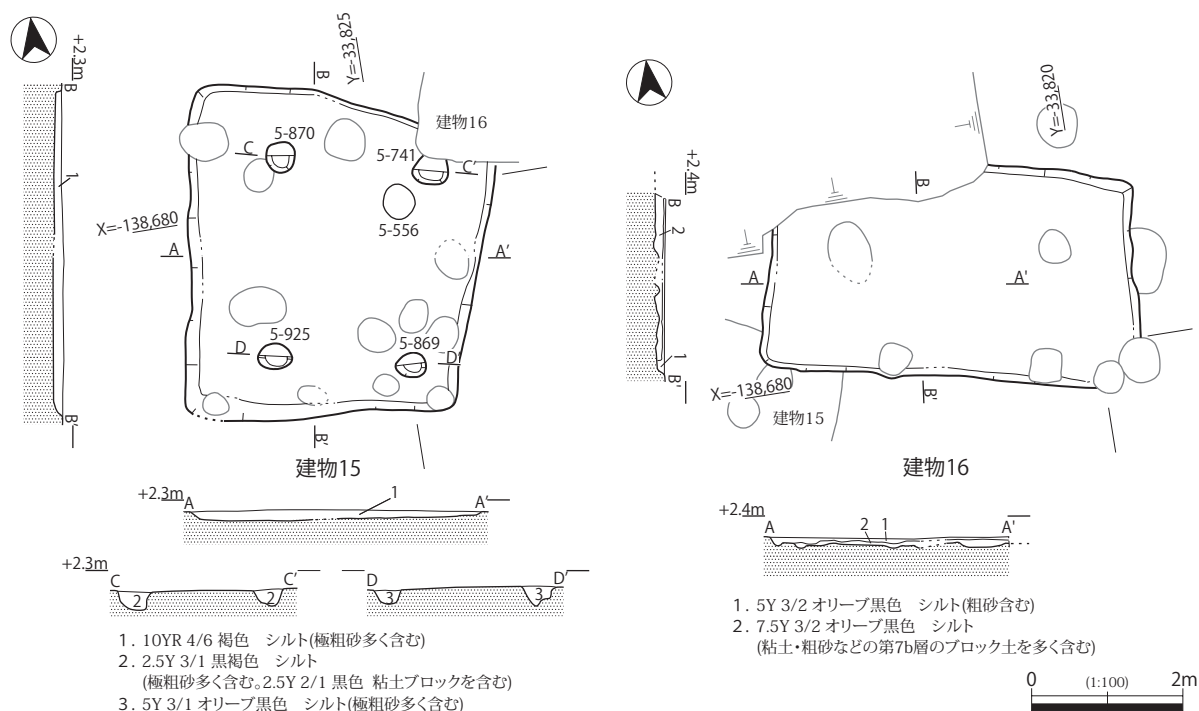 +2.3m
B
B
Y=-33,825
建物16
5-870
C
5-741
C'
1
5-556
X=-138,680
A
A'
5-925
D
5-869
D'
B'
B'
建物15
+2.3m
A
1
A'
+2.3m
C
C'
D
D'
2
2
3
3
1. 10YR 4/6 褐色 シルト(極粗砂多く含む)
2. 2.5Y 3/1 黒褐色 シルト
(極粗砂多く含む。2.5Y 2/1 黒色 粘土ブロックを含む)
3. 5Y 3/1 オリーブ黒色 シルト(極粗砂多く含む)
Y=-33,820
+2.4m
B
B
2
A
A'
1
B'
B'
X=-138,680
建物15
建物16
+2.4m
A
2
1
A'
1. 5Y 3/2 オリーブ黒色 シルト(粗砂含む)
2. 7.5Y 3/2 オリーブ黒色 シルト
(粘土・粗砂などの第7b層のブロック土を多く含む)
0 (1:100) 2m